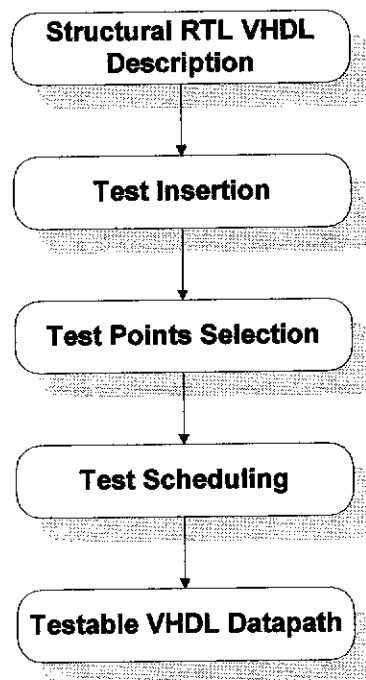 Structural RTL VHDL
Description
Test Insertion
Test Points Selection
Test Scheduling
Testable VHDL Datapath